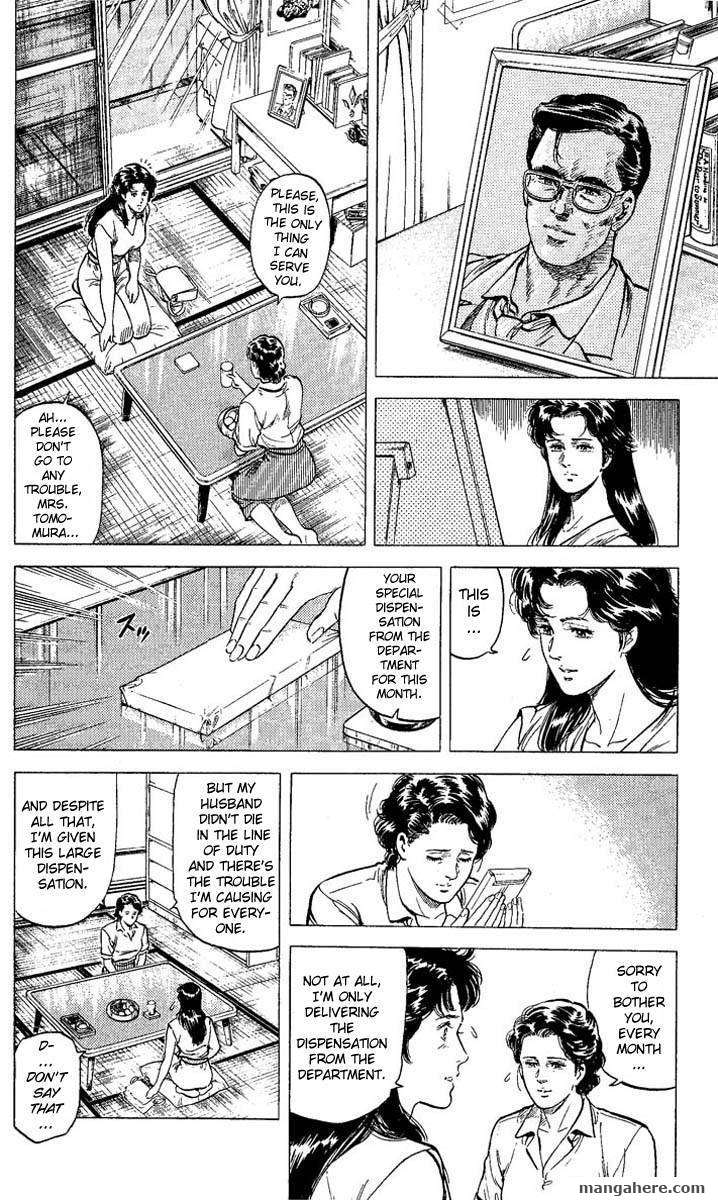 PLEASE,
THIS IS
THE ONLY
THING
I CAN
SERVE
YOU.
AH...
PLEASE
DON'T
GO TO
ANY
TROUBLE,
MRS.
TOMO-
MURA...
THIS
IS
...
YOUR
SPECIAL
DISPEN-
SATION
FROM THE
DEPAR-
TMENT
FOR THIS
MONTH.
ズッ
SORRY
TO
BOTHER
YOU,
EVERY
MONTH
...
NOT AT ALL,
I'M ONLY
DELIVERING
THE
DISPENSATION
FROM THE
DEPARTMENT.
BUT MY
HUSBAND
DIDN'T DIE
IN THE LINE
OF DUTY
AND THERE'S
THE TROUBLE
I'M CAUSING
FOR EVERY-
ONE.
AND DESPITE
ALL THAT,
I'M GIVEN
THIS LARGE
DISPEN-
SATION.
D-
...
DON'T
SAY
THAT
...
mangahere.com